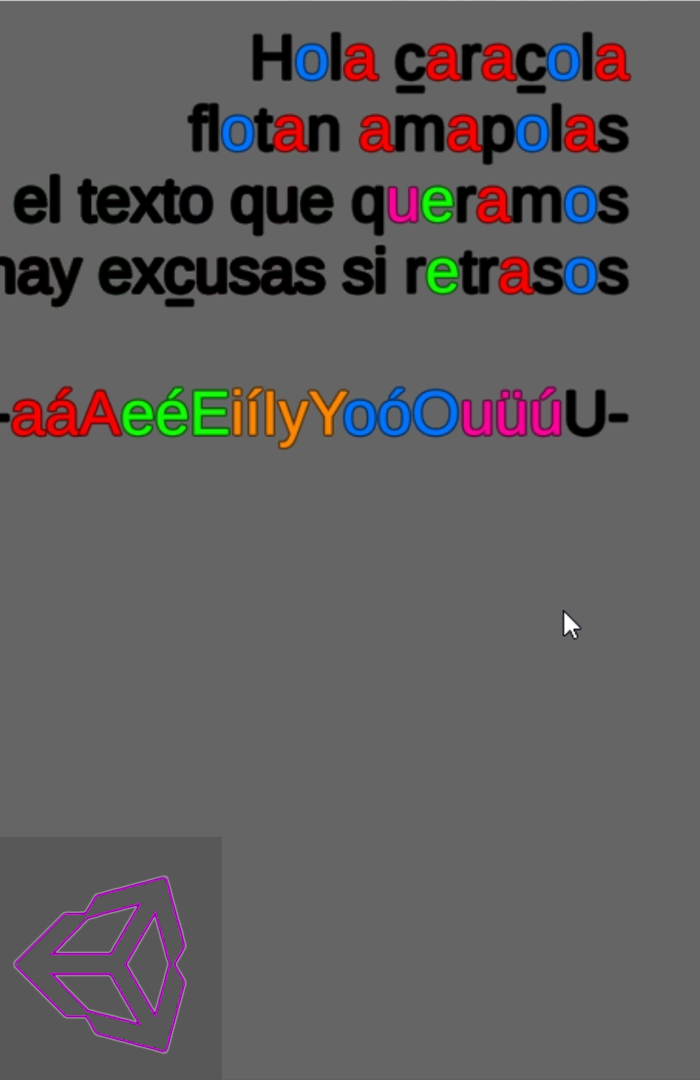 Hola caracola
flotan amapolas
el texto que queramos
hay excusas si retrasos
-aáAeéEiíIyYoóOuüúU-